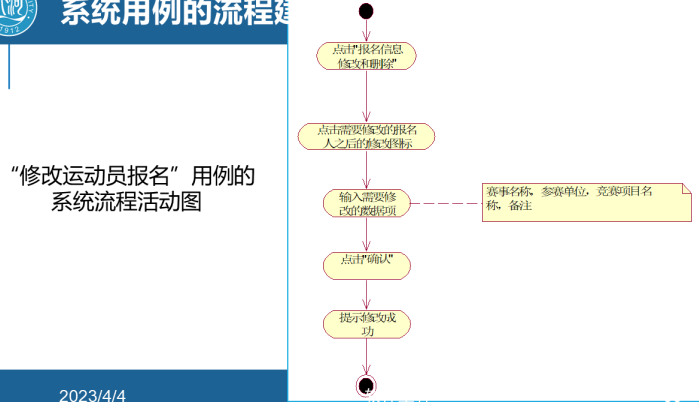 系统用例的流程建
点击"报名信息
修改和删除"
点击需要修改的报名
人之后的修改图标
“修改运动员报名”用例的
系统流程活动图
输入需要修
改的数据项
赛事名称，参赛单位，竞赛项目名
称，备注
点击"确认"
提示修改成
功
2023/4/4